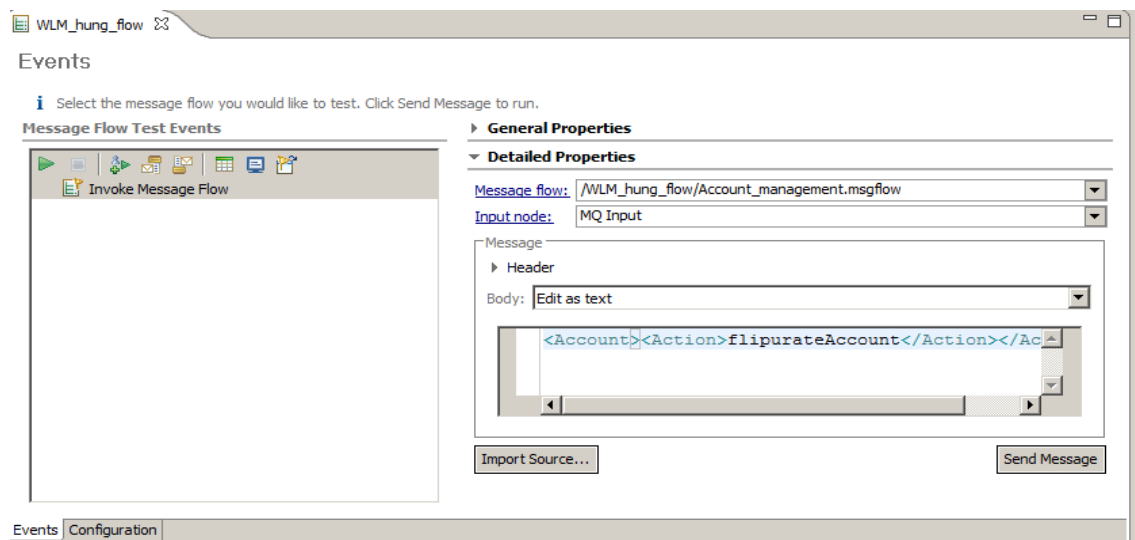 WLM_hung_flow
Events
i Select the message flow you would like to test. Click Send Message to run.
Message Flow Test Events
Invoke Message Flow
General Properties
Detailed Properties
Message flow: /WLM_hung_flow/Account_management.msgflow
Input node: MQ Input
Message
Header
Body: Edit as text
<Account><Action>flipurateAccount</Action></Ac
Import Source... Send Message
Events Configuration